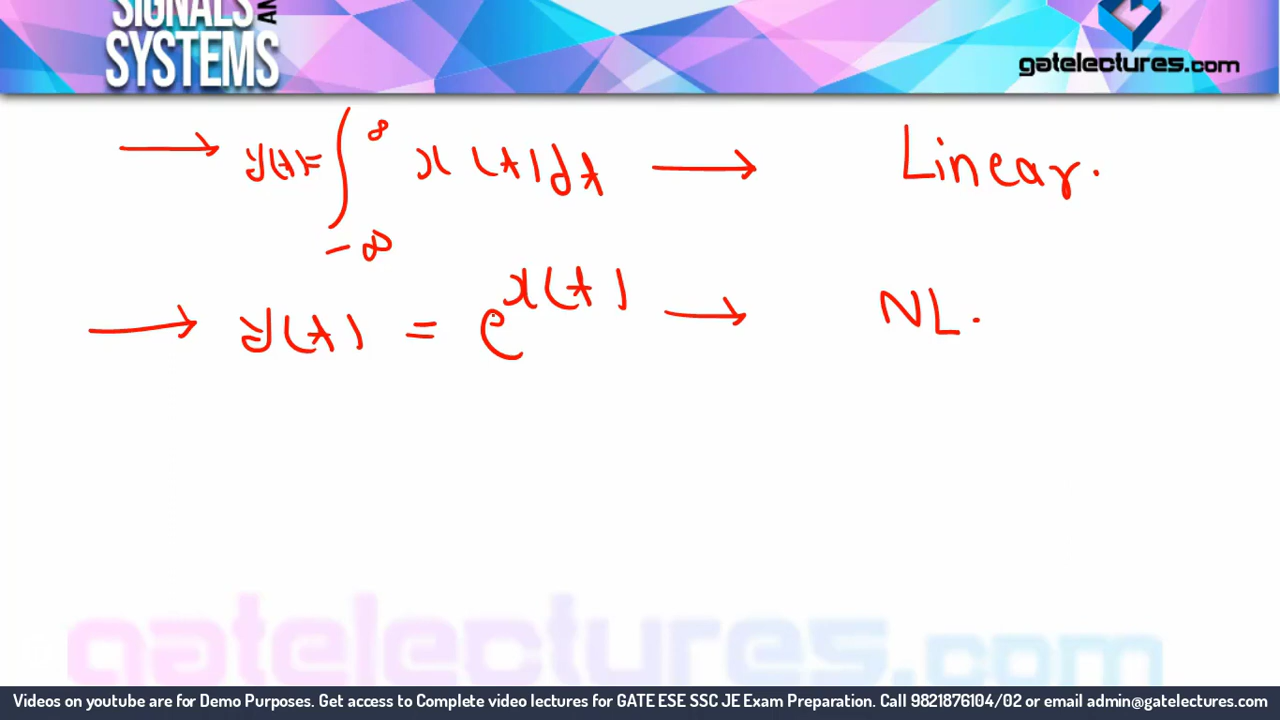 SIGNALS AN
SYSTEMS
gatelectures.com
→ y(t)= ∫_{-∞}^{∞} x(t)dt → Linear.
→ y(t) = e^{x(t)} → NL.
gatelectures.com
Videos on youtube are for Demo Purposes. Get access to Complete video lectures for GATE ESE SSC JE Exam Preparation. Call 9821876104/02 or email admin@gatelectures.com